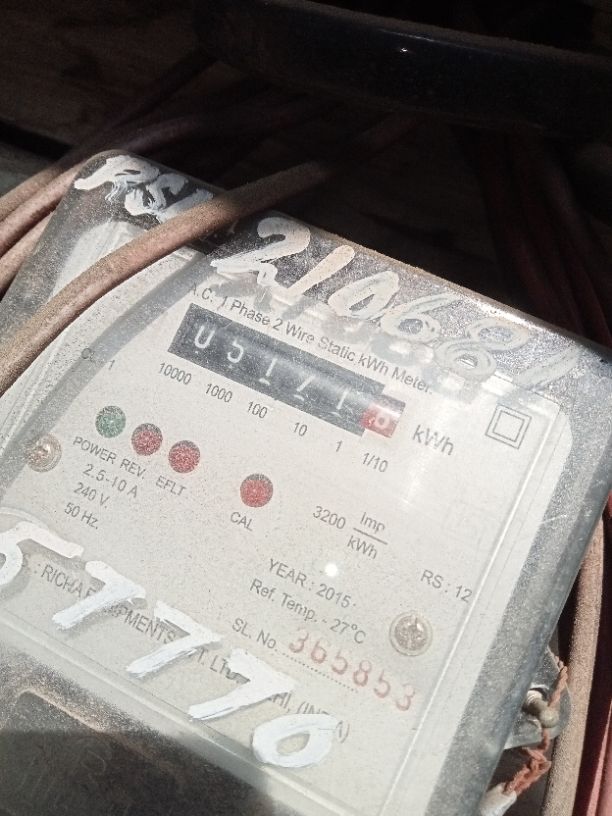 210681
A.C. 1 Phase 2 Wire Static kWh Meter.
05171
10000 1000 100 10 1 1/10
kWh
POWER REV. EFLT
CAL
2.5-10 A
240 V.
50 Hz.
3200 Imp
kWh
RS : 12
YEAR : 2015
Ref. Temp. - 27°C
SL. No. 365853
57770